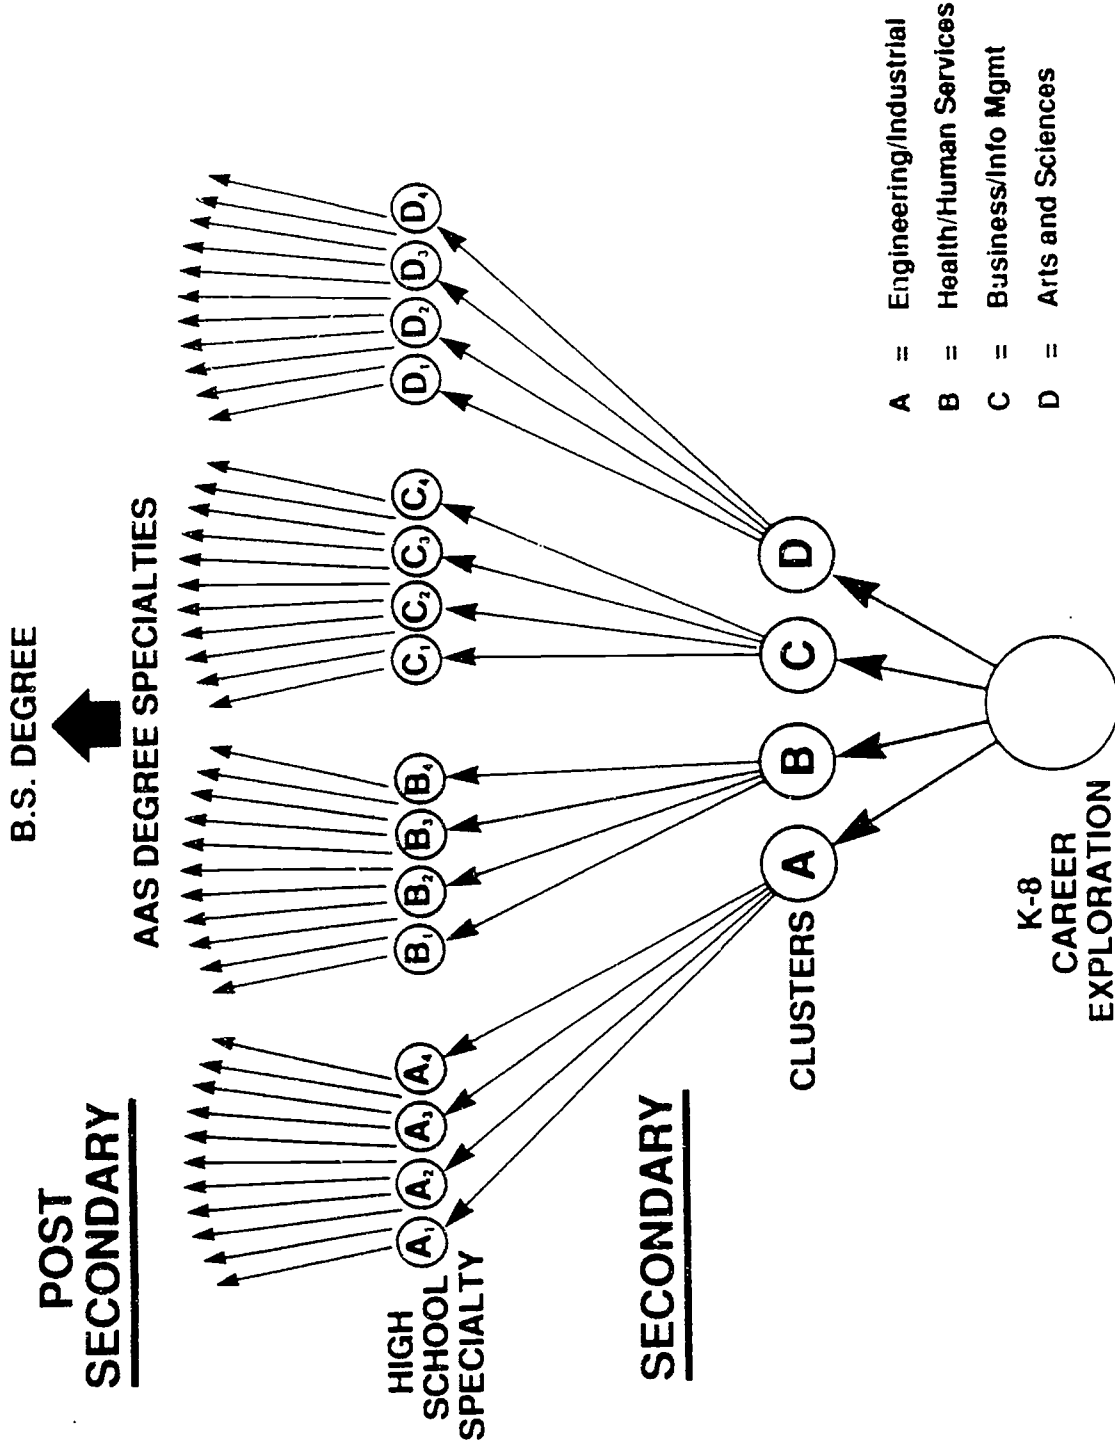 B.S. DEGREE
AAS DEGREE SPECIALTIES
POST
SECONDARY
HIGH
SCHOOL
SPECIALTY
A₁ A₂ A₃ A₄ B₁ B₂ B₃ B₄ C₁ C₂ C₃ C₄ D₁ D₂ D₃ D₄
SECONDARY
CLUSTERS
A B C D
K-8
CAREER
EXPLORATION
A = Engineering/Industrial
B = Health/Human Services
C = Business/Info Mgmt
D = Arts and Sciences